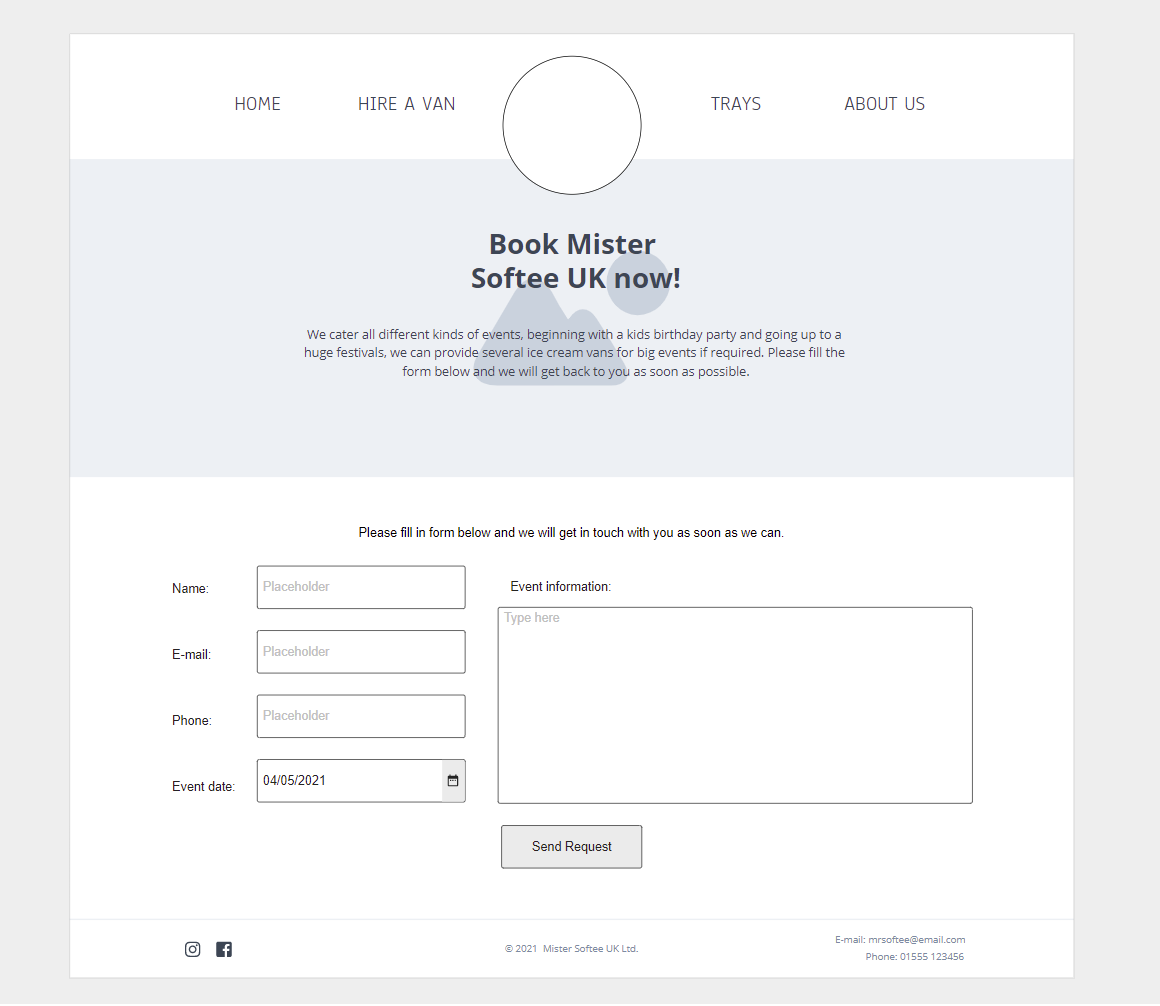 HOME
HIRE A VAN
TRAYS
ABOUT US
Book Mister
Softee UK now!
We cater all different kinds of events, beginning with a kids birthday party and going up to a
huge festivals, we can provide several ice cream vans for big events if required. Please fill the
form below and we will get back to you as soon as possible.
Please fill in form below and we will get in touch with you as soon as we can.
Name:
Placeholder
E-mail:
Placeholder
Phone:
Placeholder
Event date:
04/05/2021
Event information:
Type here
Send Request
© 2021 Mister Softee UK Ltd.
E-mail: mrsoftee@email.com
Phone: 01555 123456